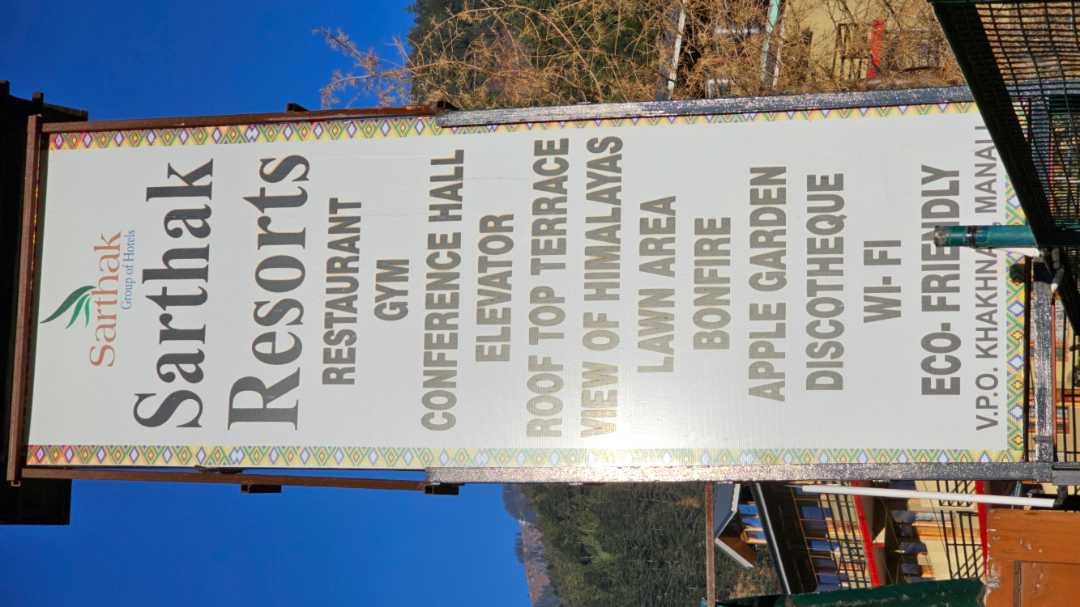 Sarthak
Group of Hotels
Sarthak
Resorts
RESTAURANT
GYM
CONFERENCE HALL
ELEVATOR
ROOF TOP TERRACE
VIEW OF HIMALAYAS
LAWN AREA
BONFIRE
APPLE GARDEN
DISCOTHEQUE
WI- FI
ECO- FRIENDLY
V.P.O. KHAKHNAL MANALI